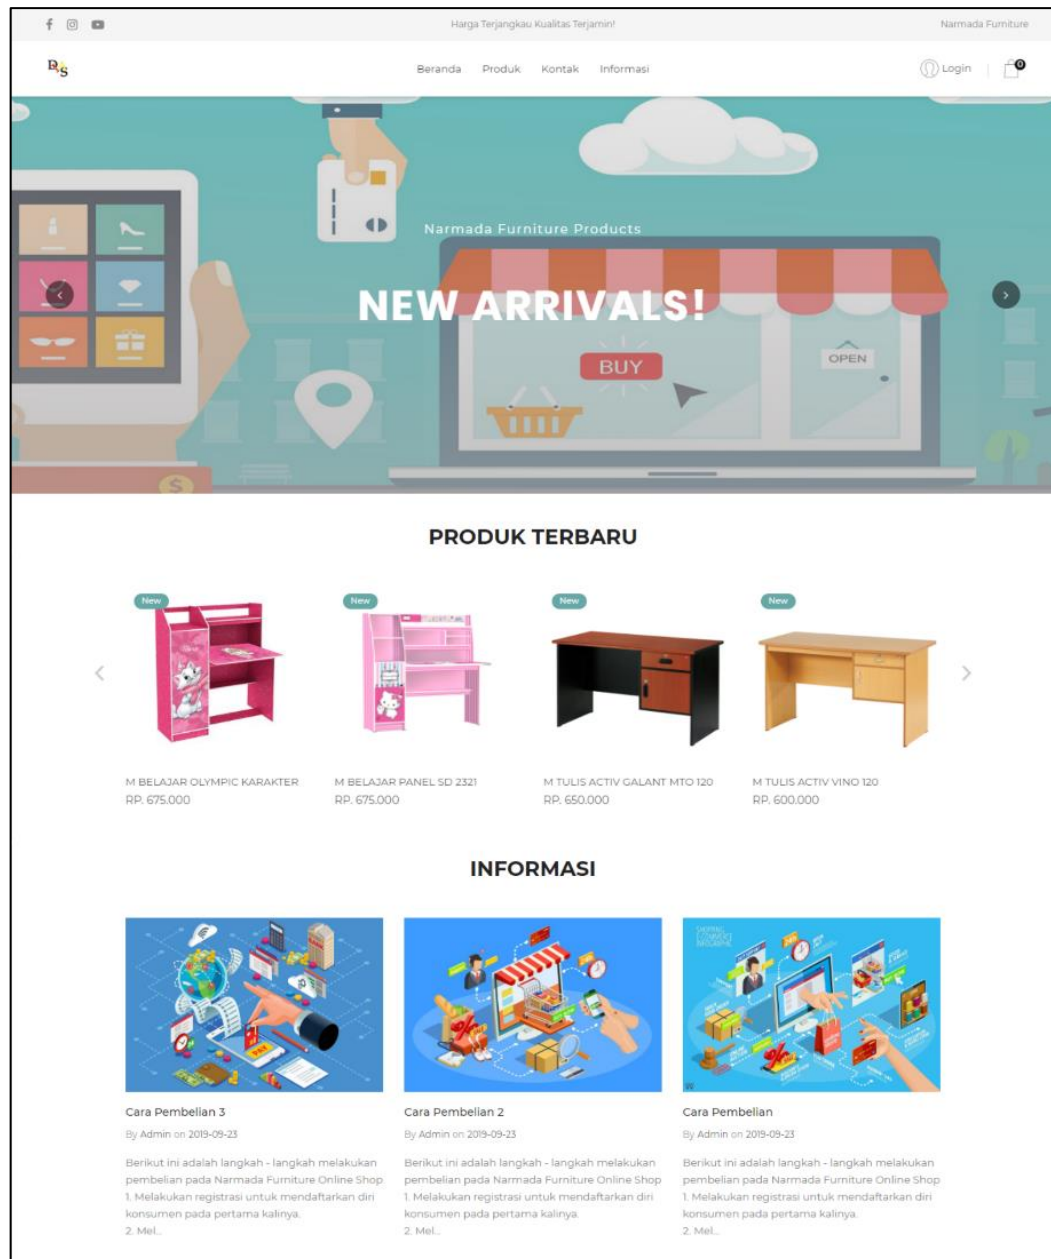 Harga Terjangkau Kualitas Terjamin!
Narmada Furniture
Beranda Produk Kontak Informasi
Login
0
Narmada Furniture Products
NEW ARRIVALS!
BUY
OPEN
PRODUK TERBARU
New
New
New
New
M BELAJAR OLYMPIC KARAKTER
RP. 675.000
M BELAJAR PANEL SD 2321
RP. 675.000
M TULIS ACTIV GALANT MTO 120
RP. 650.000
M TULIS ACTIV VINO 120
RP. 600.000
INFORMASI
PAY
SHOPPING
E-COMMERCE
INFOGRAPHIC
Cara Pembelian 3
By Admin on 2019-09-23
Berikut ini adalah langkah - langkah melakukan
pembelian pada Narmada Furniture Online Shop
1. Melakukan registrasi untuk mendaftarkan diri
konsumen pada pertama kalinya.
2. Mel...
Cara Pembelian 2
By Admin on 2019-09-23
Berikut ini adalah langkah - langkah melakukan
pembelian pada Narmada Furniture Online Shop
1. Melakukan registrasi untuk mendaftarkan diri
konsumen pada pertama kalinya.
2. Mel...
Cara Pembelian
By Admin on 2019-09-23
Berikut ini adalah langkah - langkah melakukan
pembelian pada Narmada Furniture Online Shop
1. Melakukan registrasi untuk mendaftarkan diri
konsumen pada pertama kalinya.
2. Mel...